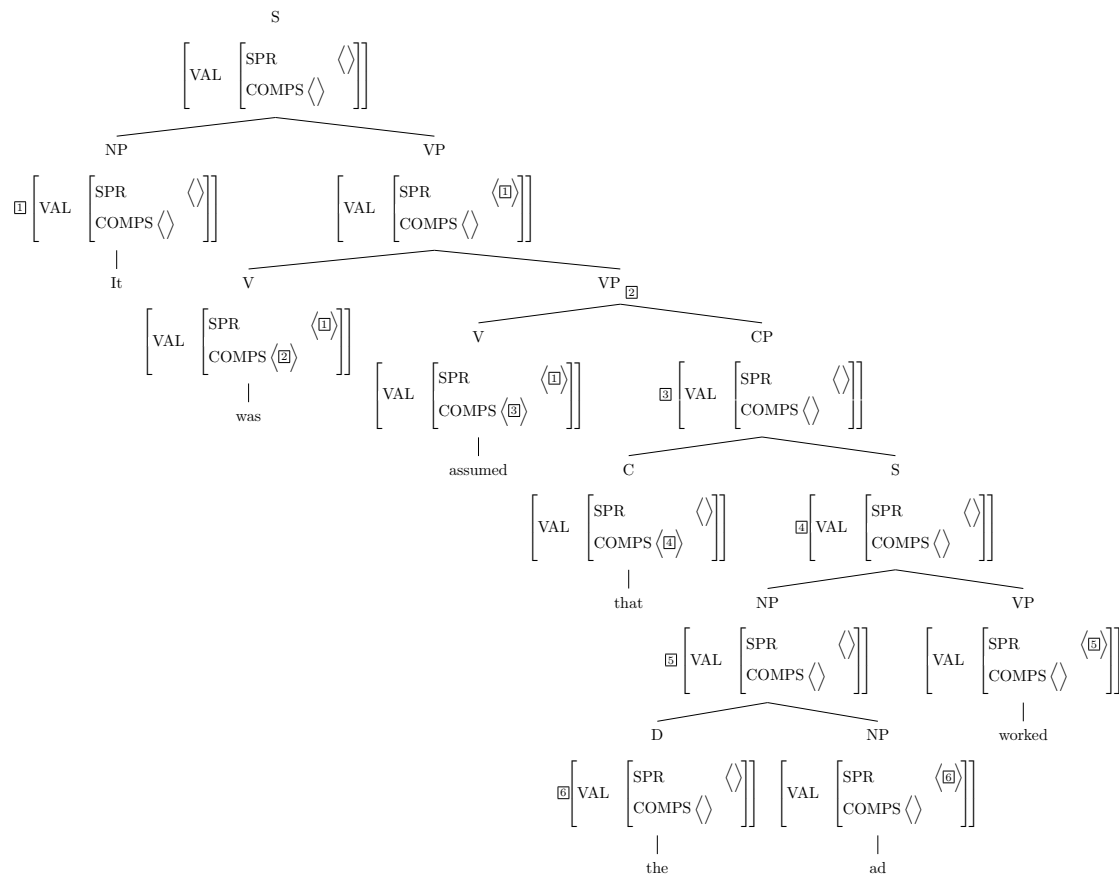 S
[VAL [SPR ⟨⟩
COMPS ⟨⟩]]
NP VP
1 [VAL [SPR ⟨⟩ [VAL [SPR ⟨1⟩
COMPS ⟨⟩]] COMPS ⟨⟩]]
It V VP 2
[VAL [SPR ⟨1⟩
COMPS ⟨2⟩]]
V CP
was
[VAL [SPR ⟨1⟩ 3 [VAL [SPR ⟨⟩
COMPS ⟨3⟩]] COMPS ⟨⟩]]
assumed C S
[VAL [SPR ⟨⟩ 4 [VAL [SPR ⟨⟩
COMPS ⟨4⟩]] COMPS ⟨⟩]]
that NP VP
5 [VAL [SPR ⟨⟩ [VAL [SPR ⟨5⟩
COMPS ⟨⟩]] COMPS ⟨⟩]]
D NP worked
6 [VAL [SPR ⟨⟩ [VAL [SPR ⟨6⟩
COMPS ⟨⟩]] COMPS ⟨⟩]]
the ad